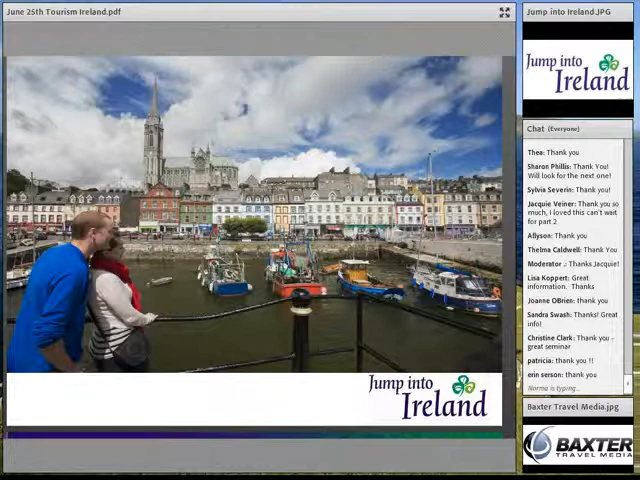 June 25th Tourism Ireland.pdf
Jump into
Ireland
Jump into Ireland.JPG
Jump into
Ireland
Chat (Everyone)
Thea: Thank you
Sharon Phillis: Thank You!
Will look for the next one!
Sylvia Severin: Thank you!
Jacquie Veiner: Thank you so
much, I loved this can't wait
for part 2
Allyson: Thank you
Thelma Caldwell: Thank You
Moderator .: Thanks Jacquie!
Lisa Koppert: Great
information. Thanks
Joanne OBrien: thank you
Sandra Swash: Thanks! Great
info!
Christine Clark: Thank you -
great seminar
patricia: thank you !!
erin serson: thank you
Norma is typing...
Baxter Travel Media.jpg
BAXTER
TRAVEL MEDIA